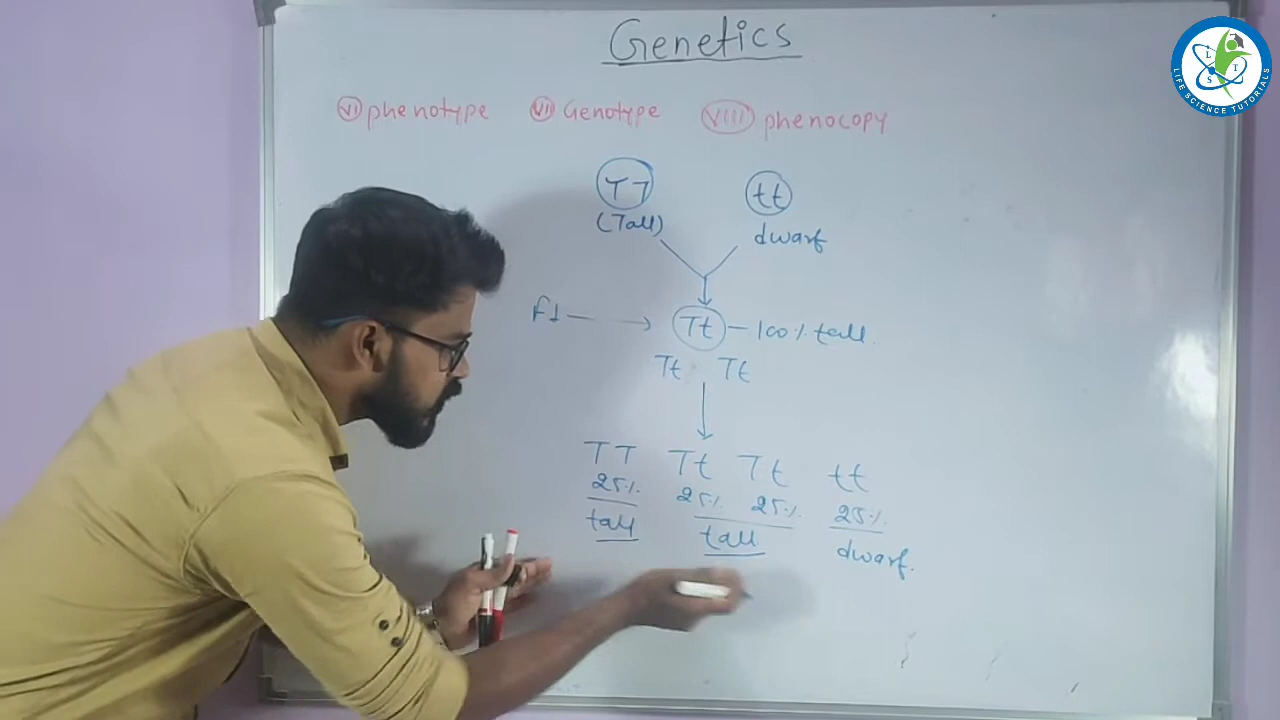 Genetics
VI phenotype VII Genotype VIII phenocopy
TT tt
(Tall) dwarf
F1 Tt - 100% tall
Tt Tt
TT Tt Tt tt
25% 25% 25% 25%
tall tall dwarf.
L T S
LIFE SCIENCE TUTORIALS